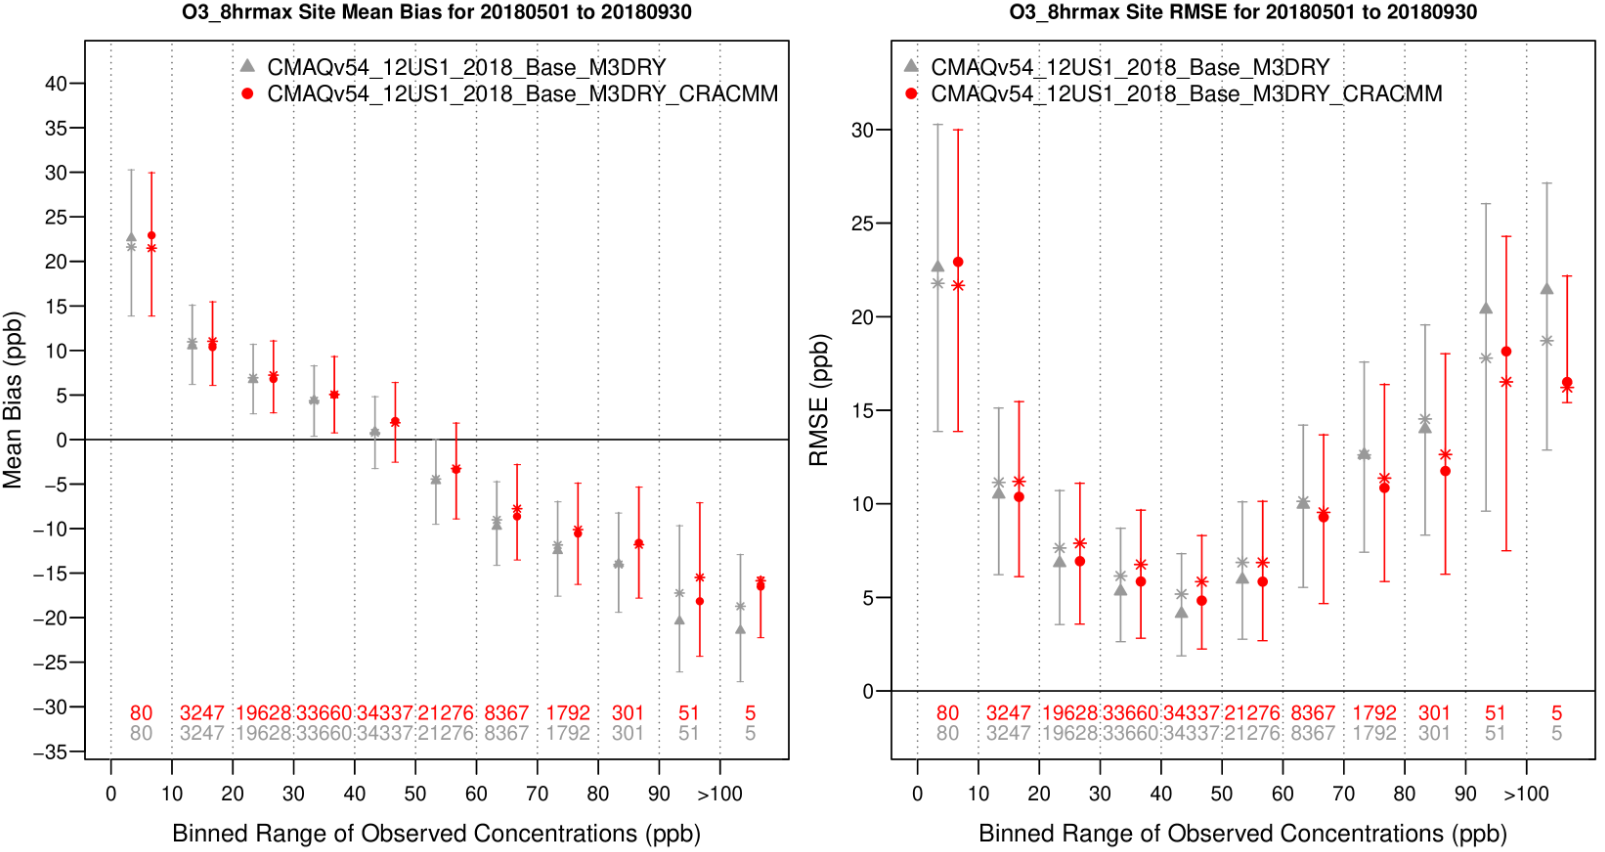 O3_8hrmax Site Mean Bias for 20180501 to 20180930
CMAQv54_12US1_2018_Base_M3DRY
CMAQv54_12US1_2018_Base_M3DRY_CRACMM
Mean Bias (ppb)
40
35
30
25
20
15
10
5
0
−5
−10
−15
−20
−25
−30
−35
80 3247 19628 33660 34337 21276 8367 1792 301 51 5
80 3247 19628 33660 34337 21276 8367 1792 301 51 5
0 10 20 30 40 50 60 70 80 90 >100
Binned Range of Observed Concentrations (ppb)
O3_8hrmax Site RMSE for 20180501 to 20180930
CMAQv54_12US1_2018_Base_M3DRY
CMAQv54_12US1_2018_Base_M3DRY_CRACMM
RMSE (ppb)
30
25
20
15
10
5
0
80 3247 19628 33660 34337 21276 8367 1792 301 51 5
80 3247 19628 33660 34337 21276 8367 1792 301 51 5
0 10 20 30 40 50 60 70 80 90 >100
Binned Range of Observed Concentrations (ppb)